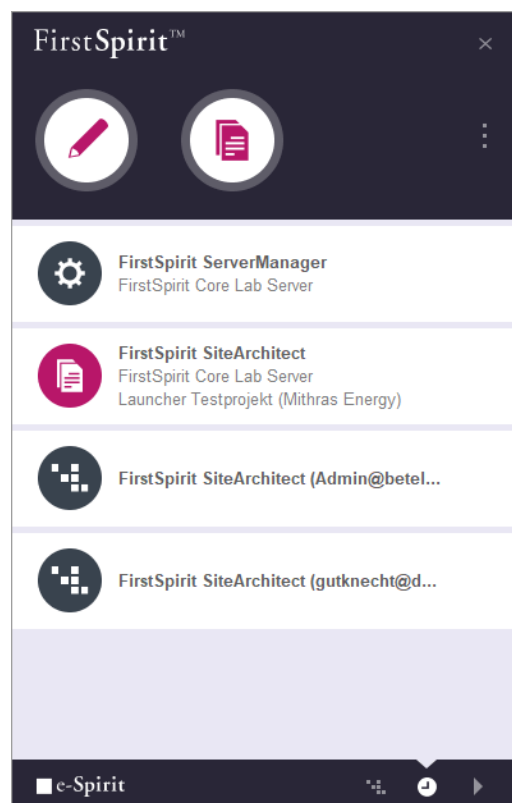 FirstSpirit™
FirstSpirit ServerManager
FirstSpirit Core Lab Server
FirstSpirit SiteArchitect
FirstSpirit Core Lab Server
Launcher Testprojekt (Mithras Energy)
FirstSpirit SiteArchitect (Admin@betel...
FirstSpirit SiteArchitect (gutknecht@d...
e-Spirit